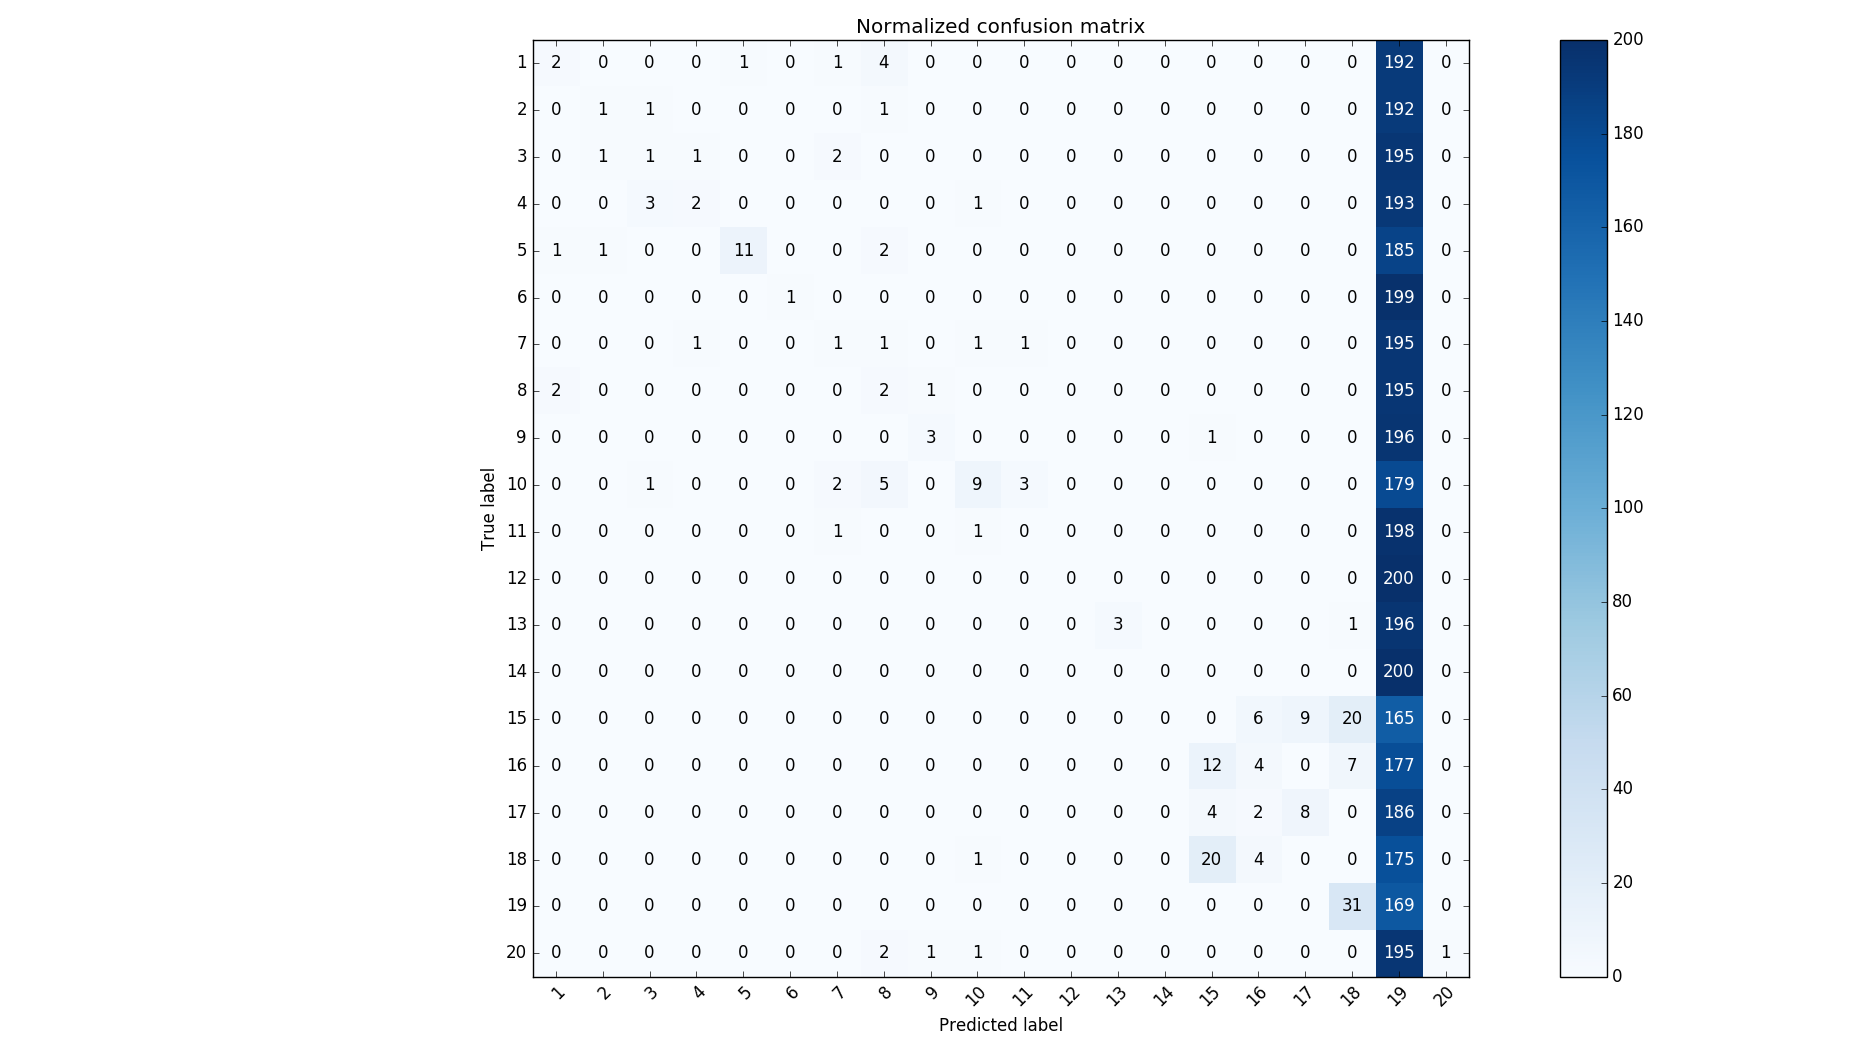 Normalized confusion matrix
1 2 0 0 0 1 0 1 4 0 0 0 0 0 0 0 0 0 0 192 0 200
2 0 1 1 0 0 0 0 1 0 0 0 0 0 0 0 0 0 0 192 0 180
3 0 1 1 1 0 0 2 0 0 0 0 0 0 0 0 0 0 0 195 0
4 0 0 3 2 0 0 0 0 0 1 0 0 0 0 0 0 0 0 193 0 160
5 1 1 0 0 11 0 0 2 0 0 0 0 0 0 0 0 0 0 185 0
6 0 0 0 0 0 1 0 0 0 0 0 0 0 0 0 0 0 0 199 0 140
7 0 0 0 1 0 0 1 1 0 1 1 0 0 0 0 0 0 0 195 0
8 2 0 0 0 0 0 0 2 1 0 0 0 0 0 0 0 0 0 195 0 120
9 0 0 0 0 0 0 0 0 3 0 0 0 0 0 1 0 0 0 196 0
True label
10 0 0 1 0 0 0 2 5 0 9 3 0 0 0 0 0 0 0 179 0 100
11 0 0 0 0 0 0 1 0 0 1 0 0 0 0 0 0 0 0 198 0
12 0 0 0 0 0 0 0 0 0 0 0 0 0 0 0 0 0 0 200 0 80
13 0 0 0 0 0 0 0 0 0 0 0 0 3 0 0 0 0 1 196 0
14 0 0 0 0 0 0 0 0 0 0 0 0 0 0 0 0 0 0 200 0 60
15 0 0 0 0 0 0 0 0 0 0 0 0 0 0 0 6 9 20 165 0
16 0 0 0 0 0 0 0 0 0 0 0 0 0 0 12 4 0 7 177 0 40
17 0 0 0 0 0 0 0 0 0 0 0 0 0 0 4 2 8 0 186 0
18 0 0 0 0 0 0 0 0 0 1 0 0 0 0 20 4 0 0 175 0 20
19 0 0 0 0 0 0 0 0 0 0 0 0 0 0 0 0 0 31 169 0
20 0 0 0 0 0 0 0 2 1 1 0 0 0 0 0 0 0 0 195 1 0
1 2 3 4 5 6 7 8 9 10 11 12 13 14 15 16 17 18 19 20
Predicted label